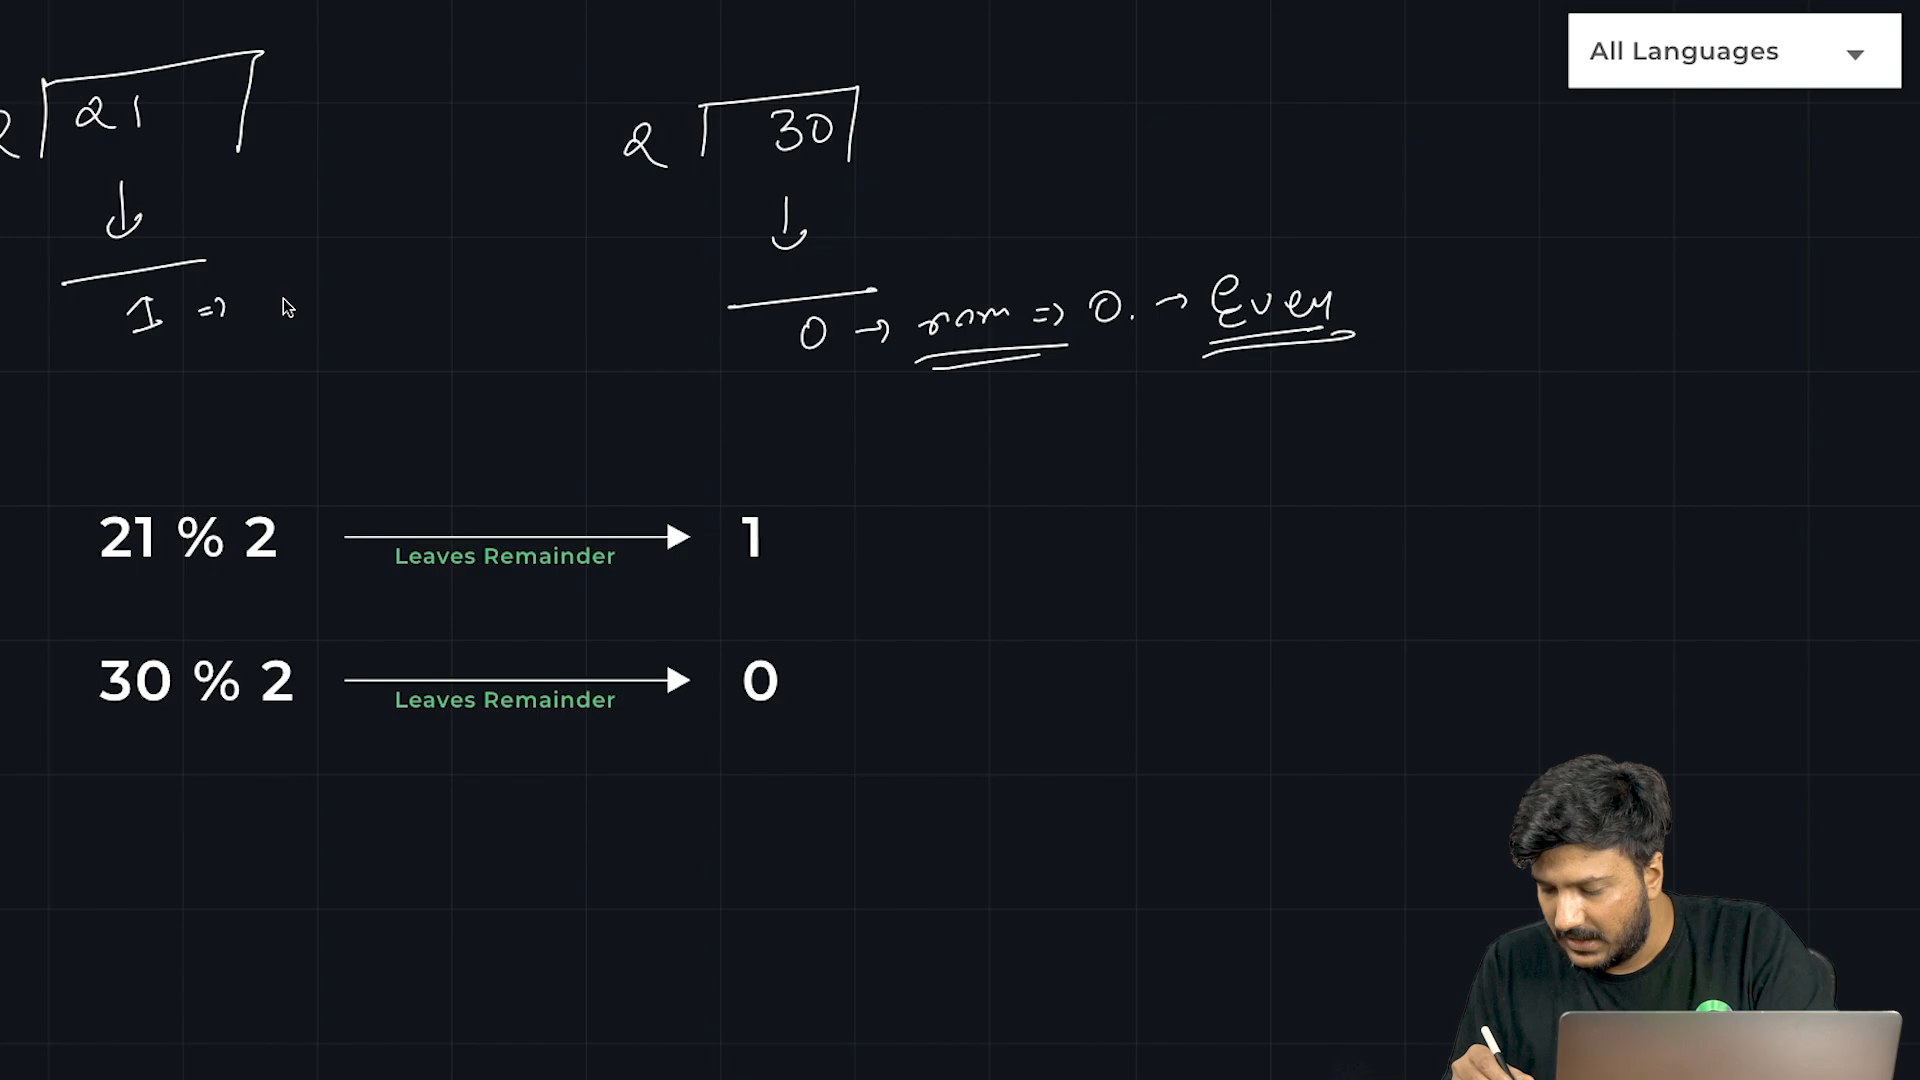 All Languages
2 21
2 30
1 =>
0 → rem => 0. → Even
21 % 2 Leaves Remainder 1
30 % 2 Leaves Remainder 0